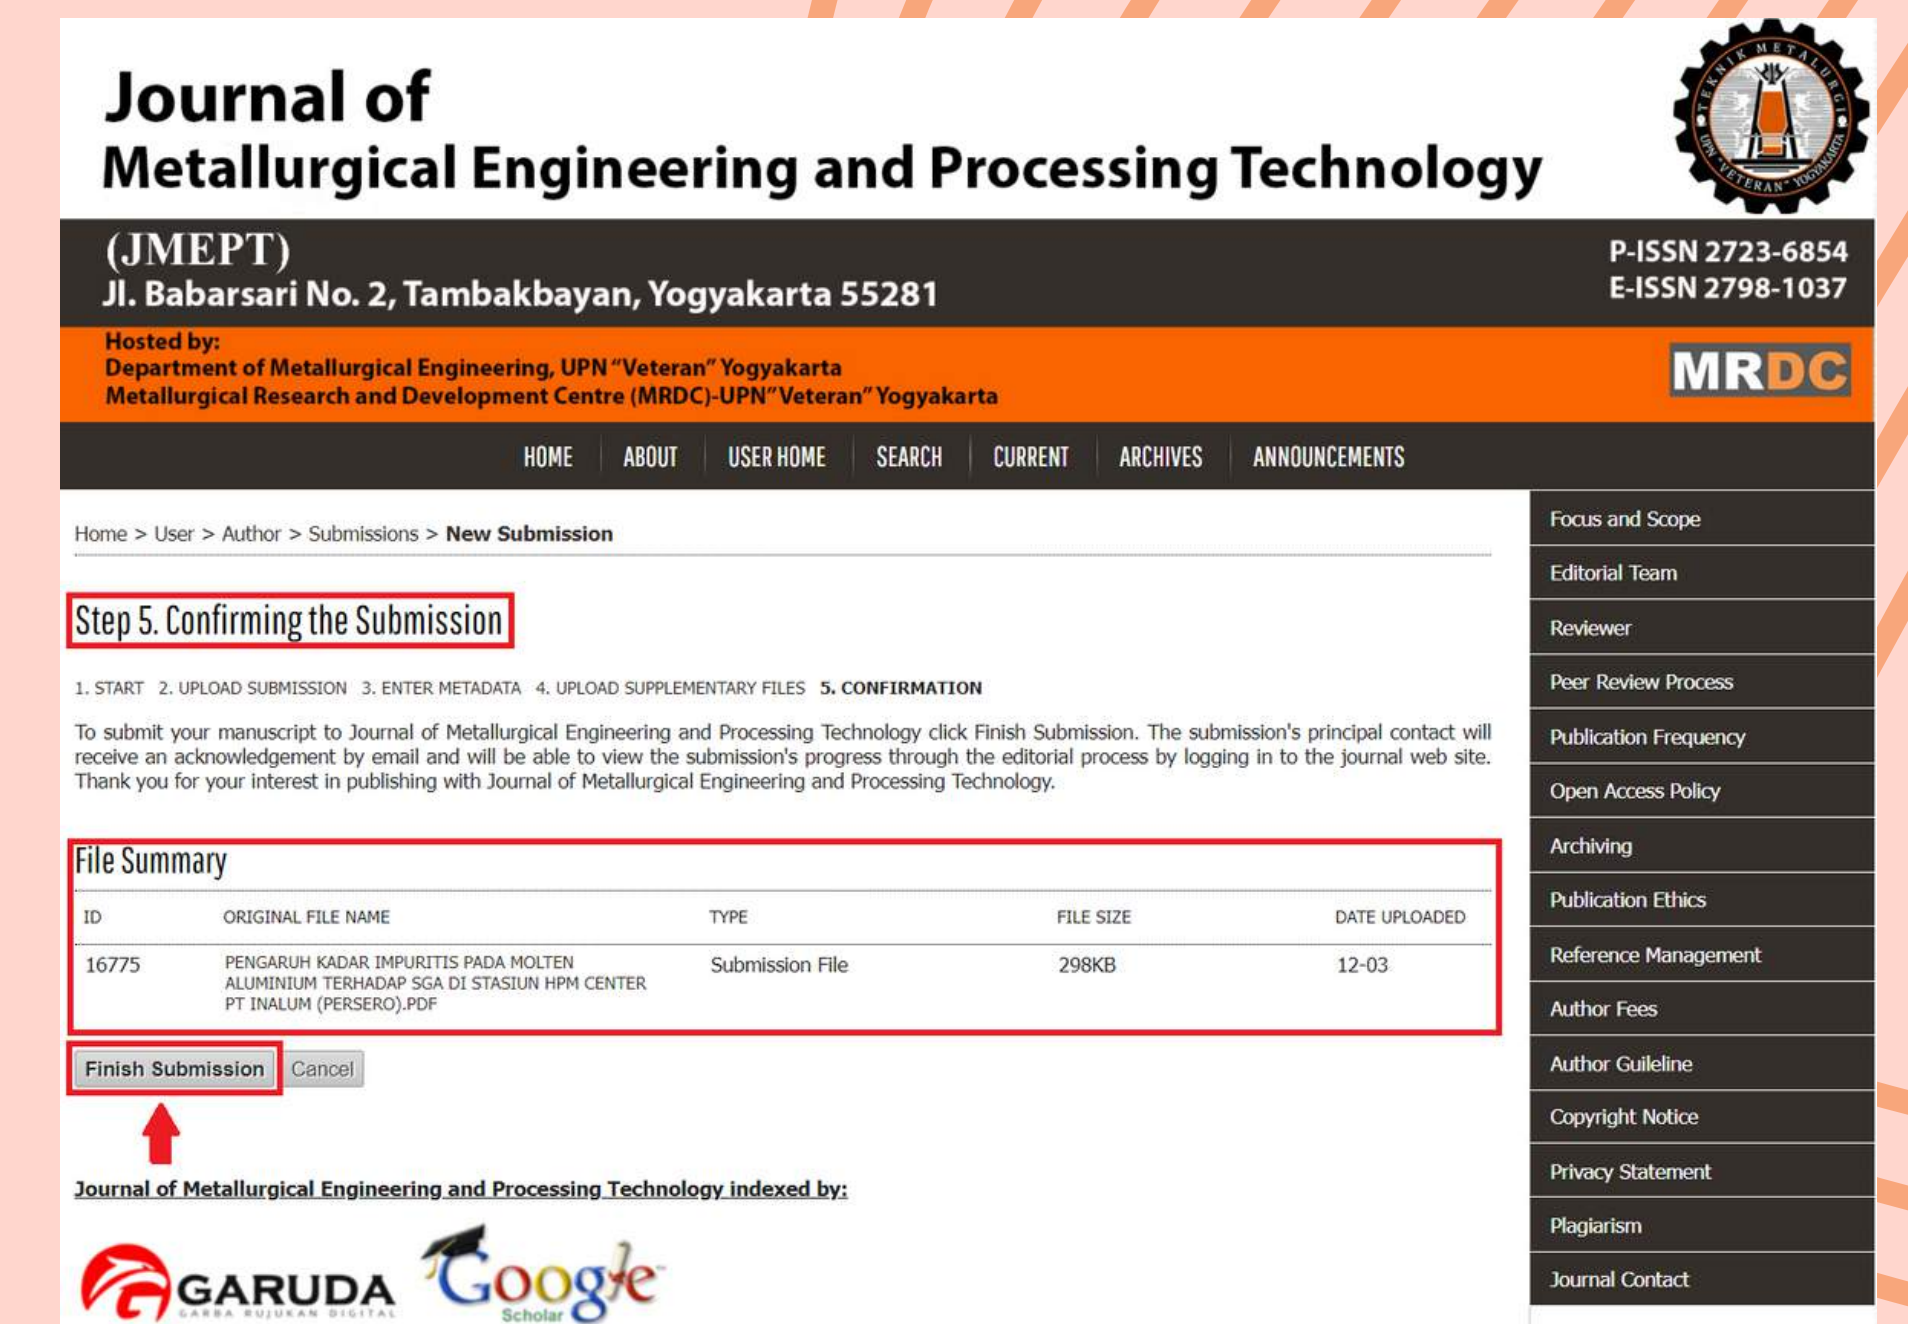 Journal of
Metallurgical Engineering and Processing Technology
TEKNIK METALURGI
UPN "VETERAN" YOGYAKARTA
(JMEPT)
Jl. Babarsari No. 2, Tambakbayan, Yogyakarta 55281
P-ISSN 2723-6854
E-ISSN 2798-1037
Hosted by:
Department of Metallurgical Engineering, UPN "Veteran" Yogyakarta
Metallurgical Research and Development Centre (MRDC)-UPN"Veteran" Yogyakarta
MRDC
HOME ABOUT USER HOME SEARCH CURRENT ARCHIVES ANNOUNCEMENTS
Home > User > Author > Submissions > New Submission
Step 5. Confirming the Submission
1. START 2. UPLOAD SUBMISSION 3. ENTER METADATA 4. UPLOAD SUPPLEMENTARY FILES 5. CONFIRMATION
To submit your manuscript to Journal of Metallurgical Engineering and Processing Technology click Finish Submission. The submission's principal contact will
receive an acknowledgement by email and will be able to view the submission's progress through the editorial process by logging in to the journal web site.
Thank you for your interest in publishing with Journal of Metallurgical Engineering and Processing Technology.
File Summary
ID ORIGINAL FILE NAME TYPE FILE SIZE DATE UPLOADED
16775 PENGARUH KADAR IMPURITIS PADA MOLTEN Submission File 298KB 12-03
ALUMINIUM TERHADAP SGA DI STASIUN HPM CENTER
PT INALUM (PERSERO).PDF
Finish Submission Cancel
Journal of Metallurgical Engineering and Processing Technology indexed by:
GARUDA
GARBA RUJUKAN DIGITAL
Google
Scholar
Focus and Scope
Editorial Team
Reviewer
Peer Review Process
Publication Frequency
Open Access Policy
Archiving
Publication Ethics
Reference Management
Author Fees
Author Guileline
Copyright Notice
Privacy Statement
Plagiarism
Journal Contact